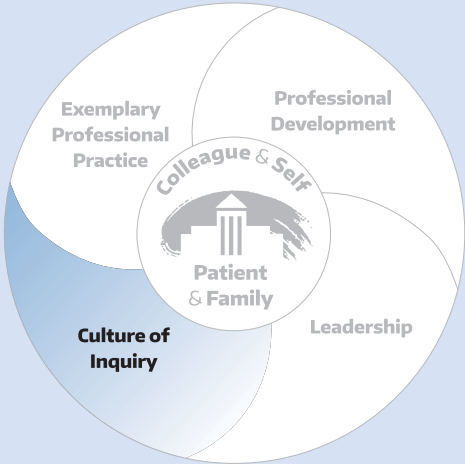 Exemplary
Professional
Practice
Professional
Development
Colleague & Self
Patient
& Family
Culture of
Inquiry
Leadership